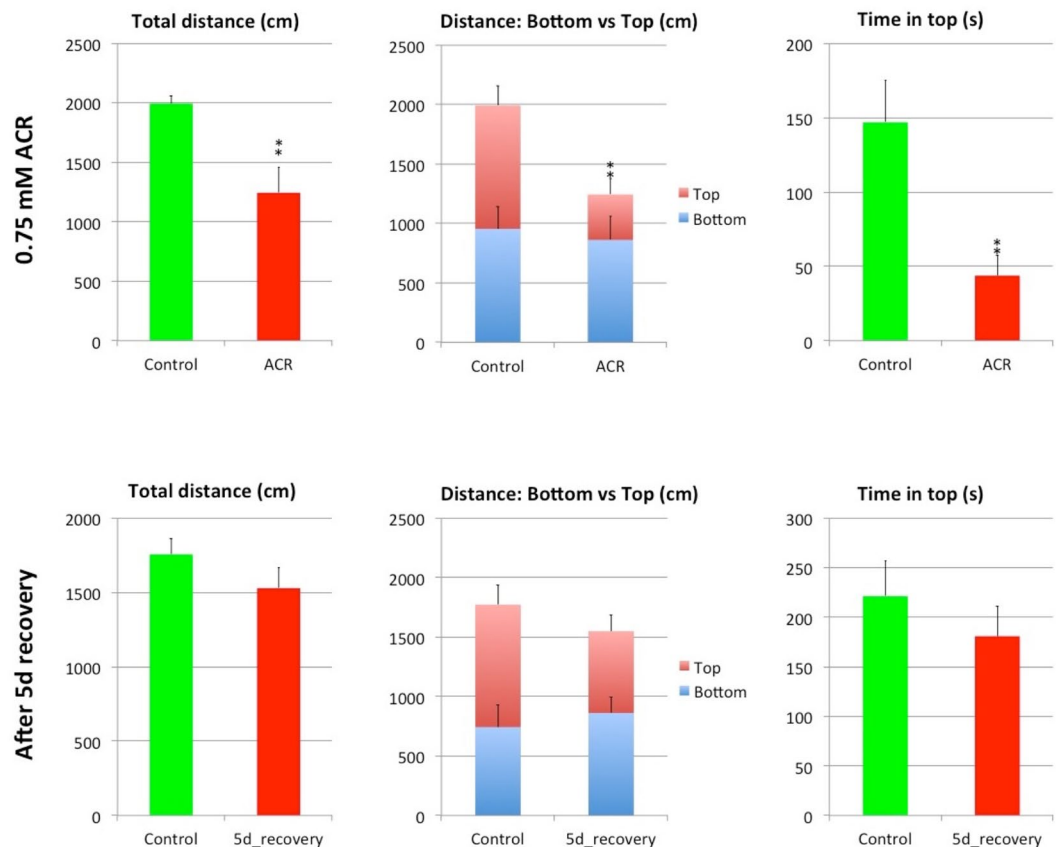 Total distance (cm)
Distance: Bottom vs Top (cm)
Time in top (s)
0.75 mM ACR
2500
2000
1500
1000
500
0
Control
ACR
**
2500
2000
1500
1000
500
0
Control
ACR
**
Top
Bottom
200
150
100
50
0
Control
ACR
**
Total distance (cm)
Distance: Bottom vs Top (cm)
Time in top (s)
After 5d recovery
2000
1500
1000
500
0
Control
5d_recovery
2500
2000
1500
1000
500
0
Control
5d_recovery
Top
Bottom
300
250
200
150
100
50
0
Control
5d_recovery